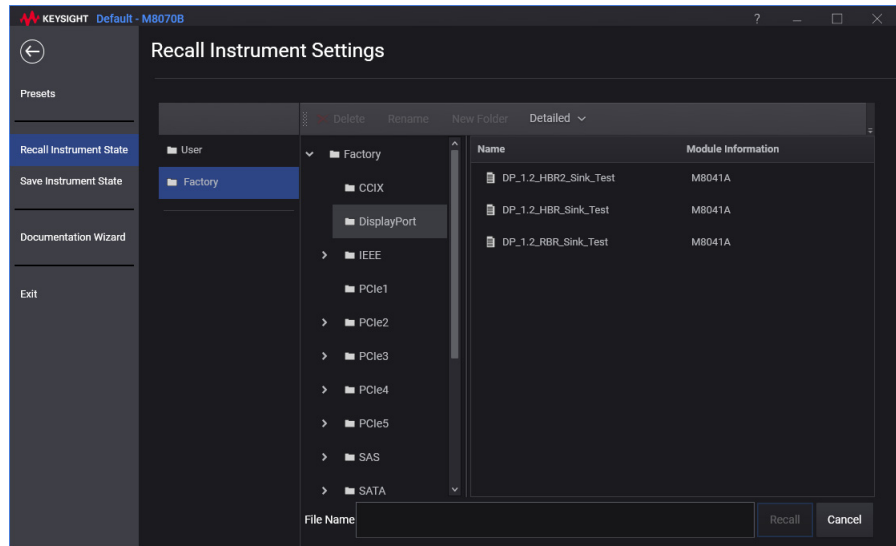 KEYSIGHT Default - M8070B
Recall Instrument Settings
Presets
Recall Instrument State
Save Instrument State
Documentation Wizard
Exit
User
Factory
Delete Rename New Folder Detailed
Factory
CCIX
DisplayPort
IEEE
PCIe1
PCIe2
PCIe3
PCIe4
PCIe5
SAS
SATA
Name Module Information
DP_1.2_HBR2_Sink_Test M8041A
DP_1.2_HBR_Sink_Test M8041A
DP_1.2_RBR_Sink_Test M8041A
File Name
Recall Cancel